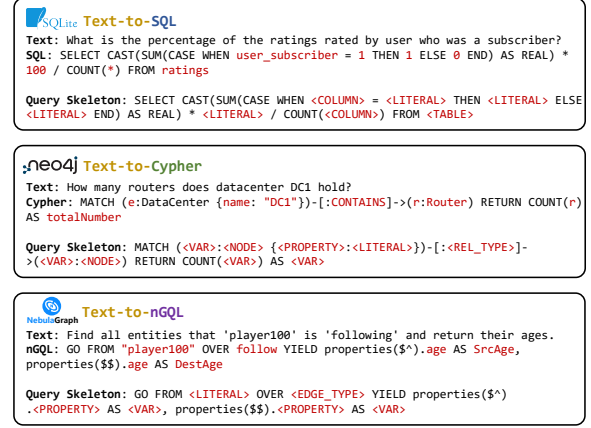 SQLite Text-to-SQL
Text: What is the percentage of the ratings rated by user who was a subscriber?
SQL: SELECT CAST(SUM(CASE WHEN user_subscriber = 1 THEN 1 ELSE 0 END) AS REAL) *
100 / COUNT(*) FROM ratings
Query Skeleton: SELECT CAST(SUM(CASE WHEN <COLUMN> = <LITERAL> THEN <LITERAL> ELSE
<LITERAL> END) AS REAL) * <LITERAL> / COUNT(<COLUMN>) FROM <TABLE>
neo4j Text-to-Cypher
Text: How many routers does datacenter DC1 hold?
Cypher: MATCH (e:DataCenter {name: "DC1"})-[:CONTAINS]->(r:Router) RETURN COUNT(r)
AS totalNumber
Query Skeleton: MATCH (<VAR>:<NODE> {<PROPERTY>:<LITERAL>})-[:<REL_TYPE>]-
>(<VAR>:<NODE>) RETURN COUNT(<VAR>) AS <VAR>
NebulaGraph Text-to-nGQL
Text: Find all entities that 'player100' is 'following' and return their ages.
nGQL: GO FROM "player100" OVER follow YIELD properties($^).age AS SrcAge,
properties($$).age AS DestAge
Query Skeleton: GO FROM <LITERAL> OVER <EDGE_TYPE> YIELD properties($^)
.<PROPERTY> AS <VAR>, properties($$).<PROPERTY> AS <VAR>